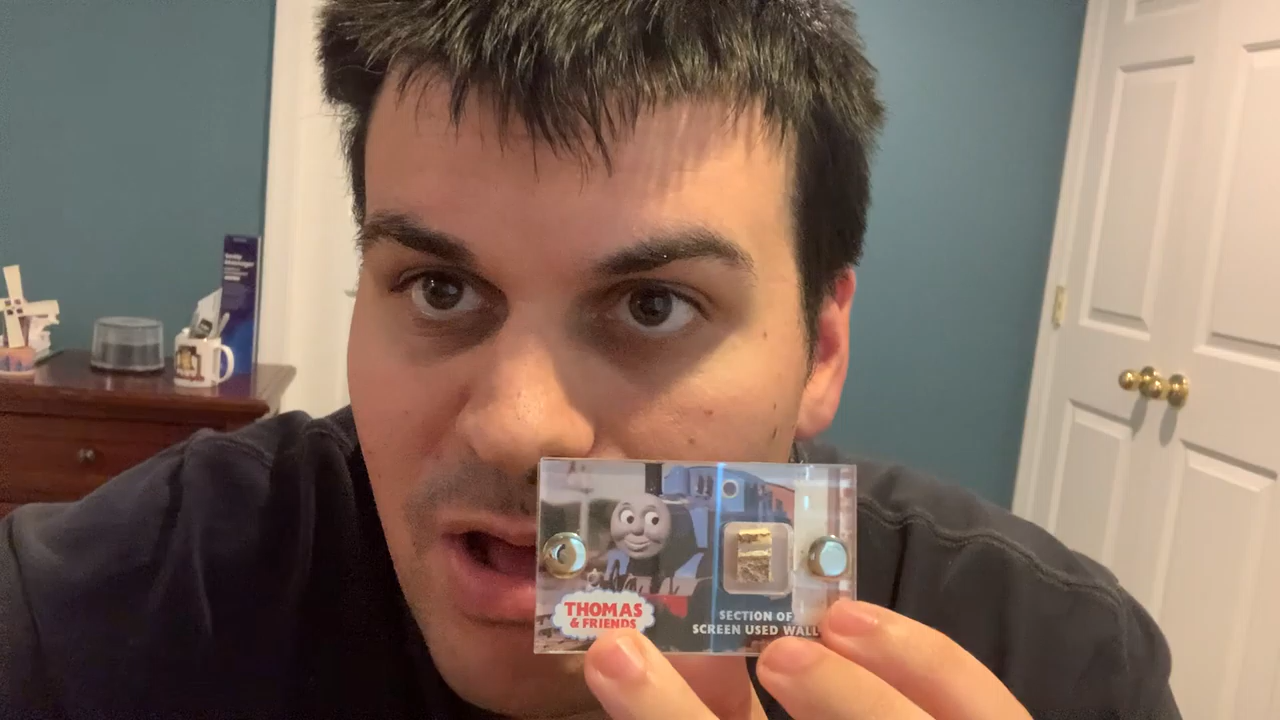 THOMAS
& FRIENDS
SECTION OF
SCREEN USED WALL